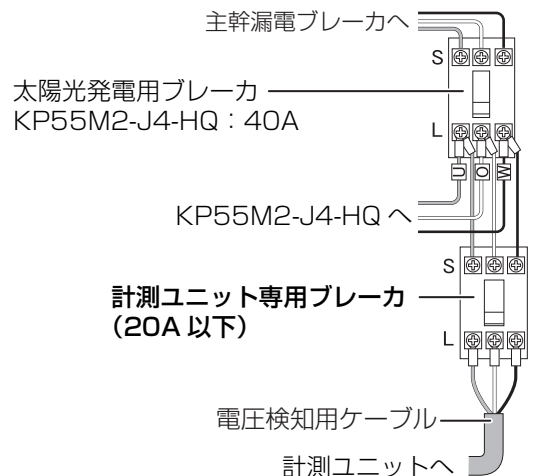 主幹漏電ブレーカへ
S
太陽光発電用ブレーカ
KP55M2-J4-HQ：40A
L
U O W
KP55M2-J4-HQ へ
S
計測ユニット専用ブレーカ
（20A 以下）
L
電圧検知用ケーブル
計測ユニットへ